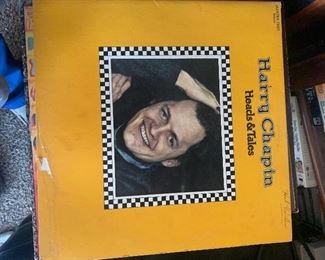 Harry Chapin
Heads & Tales